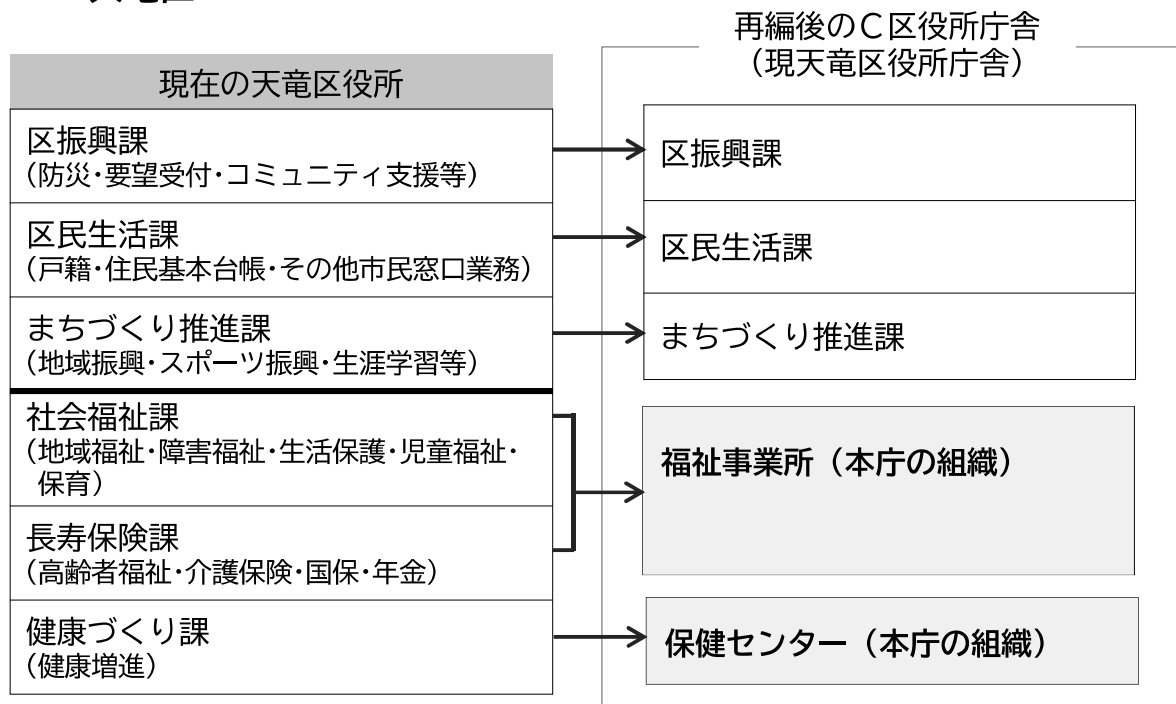 再編後のC区役所庁舎
（現天竜区役所庁舎）
現在の天竜区役所
区振興課
（防災･要望受付･コミュニティ支援等）
区民生活課
（戸籍･住民基本台帳･その他市民窓口業務）
まちづくり推進課
（地域振興･スポーツ振興･生涯学習等）
社会福祉課
（地域福祉･障害福祉･生活保護･児童福祉･
保育）
長寿保険課
（高齢者福祉･介護保険･国保･年金）
健康づくり課
（健康増進）
区振興課
区民生活課
まちづくり推進課
福祉事業所（本庁の組織）
保健センター（本庁の組織）